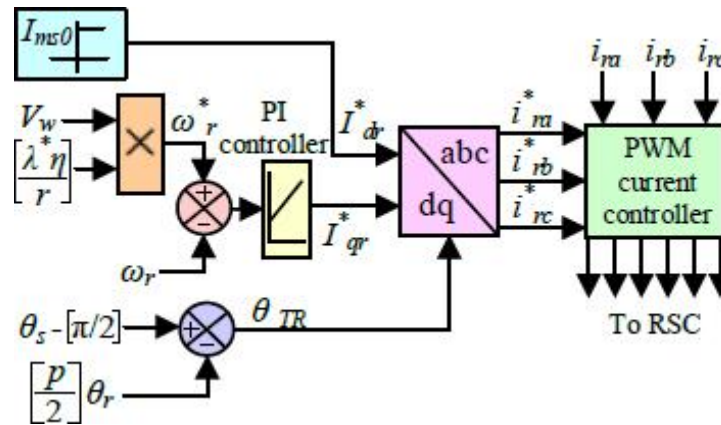 I_ms0
V_w
[λ*η/r]
×
ω*_r
PI
controller
I*_dr
I*_qr
ω_r
+
−
abc
dq
i*_ra
i*_rb
i*_rc
i_ra
i_rb
i_rc
PWM
current
controller
To RSC
θ_s-[π/2]
+
−
θ_TR
[p/2]θ_r